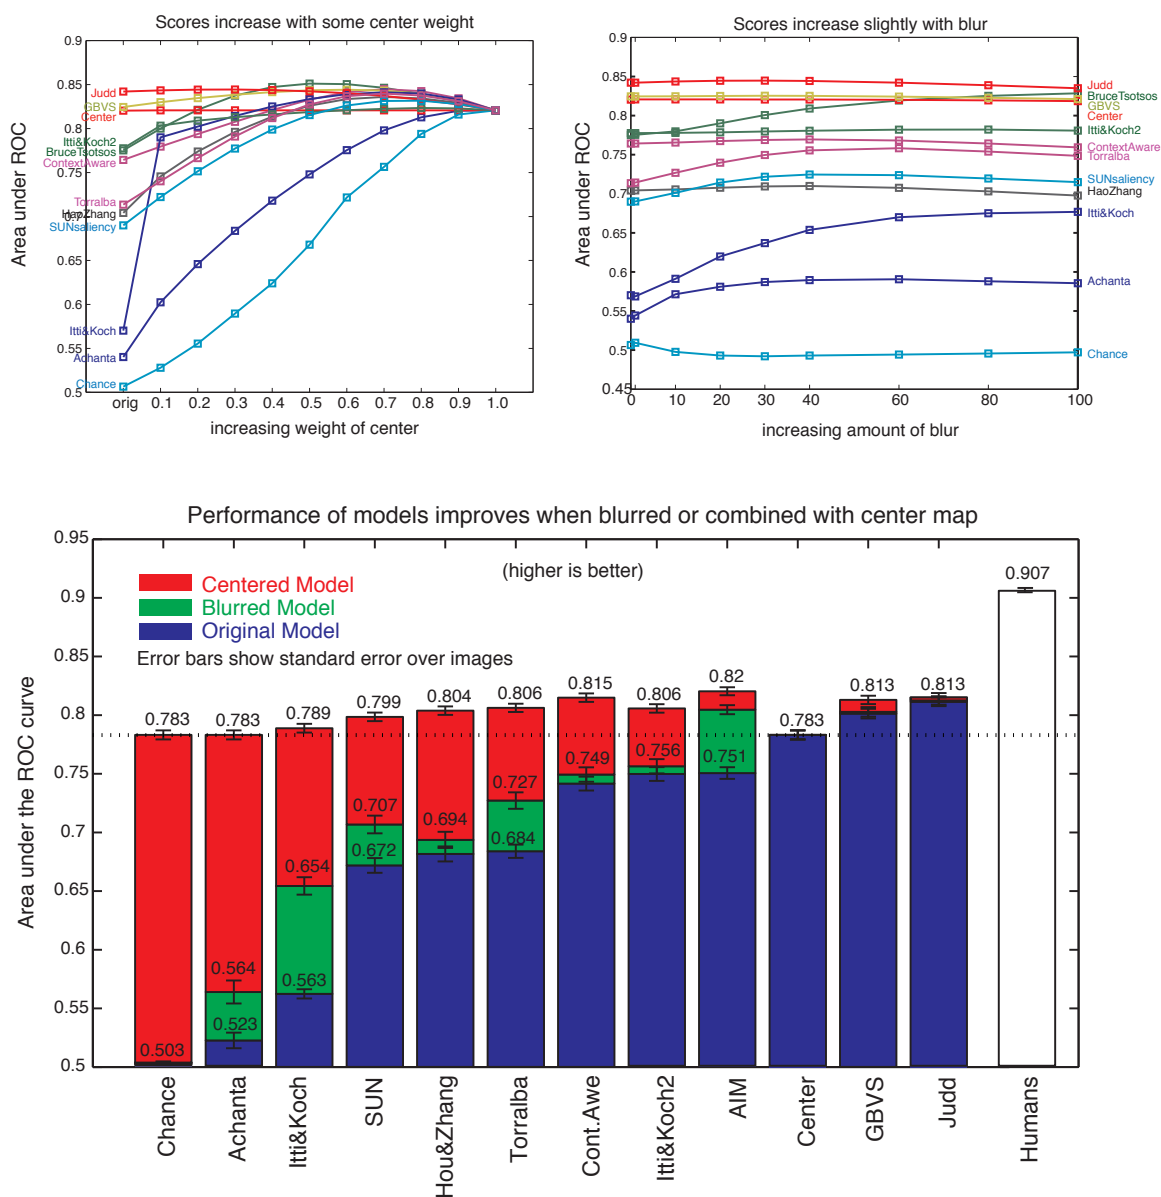 Scores increase with some center weight
0.9
0.85
0.8
0.7
0.65
0.6
0.55
0.5
Area under ROC
Judd
GBVS
Center
Itti&Koch2
BruceTsotsos
ContextAware
Torralba
HaoZhang
SUNsaliency
Itti&Koch
Achanta
Chance
orig 0.1 0.2 0.3 0.4 0.5 0.6 0.7 0.8 0.9 1.0
increasing weight of center
Scores increase slightly with blur
0.9
0.85
0.8
0.75
0.7
0.65
0.6
0.55
0.5
0.45
Area under ROC
Judd
BruceTsotsos
GBVS
Center
Itti&Koch2
ContextAware
Torralba
SUNsaliency
HaoZhang
Itti&Koch
Achanta
Chance
0 10 20 30 40 60 80 100
increasing amount of blur
Performance of models improves when blurred or combined with center map
(higher is better)
Centered Model
Blurred Model
Original Model
Error bars show standard error over images
0.95
0.9
0.85
0.8
0.75
0.7
0.65
0.6
0.55
0.5
Area under the ROC curve
0.783 0.783 0.789 0.799 0.804 0.806 0.815 0.806 0.82 0.783 0.813 0.813 0.907
0.503 0.564 0.654 0.707 0.694 0.727 0.749 0.756 0.751
0.523 0.563 0.672 0.684
Chance
Achanta
Itti&Koch
SUN
Hou&Zhang
Torralba
Cont.Awe
Itti&Koch2
AIM
Center
GBVS
Judd
Humans